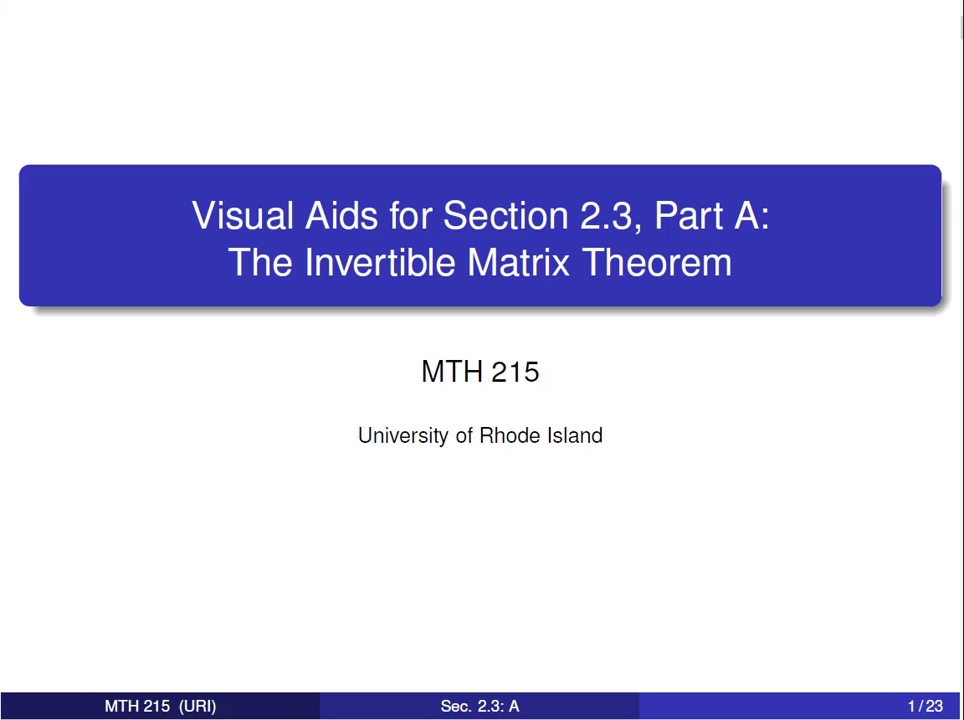 Visual Aids for Section 2.3, Part A:
The Invertible Matrix Theorem
MTH 215
University of Rhode Island
MTH 215 (URI)
Sec. 2.3: A
1 / 23